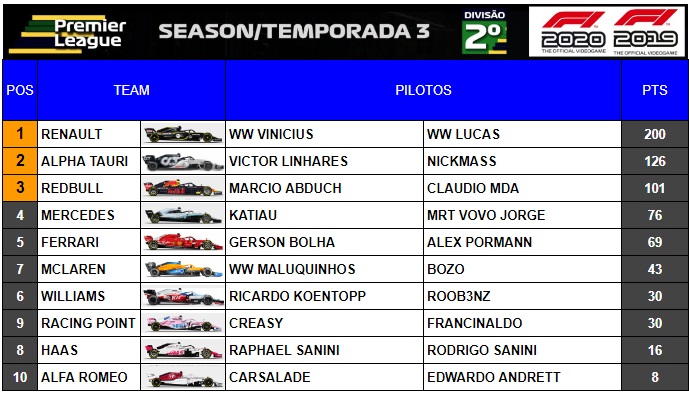 Premier League
SEASON/TEMPORADA 3
DIVISÃO
2º
F1 2020
THE OFFICIAL VIDEOGAME
F1 2019
THE OFFICIAL VIDEOGAME
POS TEAM PILOTOS PTS
1 RENAULT WW VINICIUS WW LUCAS 200
2 ALPHA TAURI VICTOR LINHARES NICKMASS 126
3 REDBULL MARCIO ABDUCH CLAUDIO MDA 101
4 MERCEDES KATIAU MRT VOVO JORGE 76
5 FERRARI GERSON BOLHA ALEX PORMANN 69
7 MCLAREN WW MALUQUINHOS BOZO 43
6 WILLIAMS RICARDO KOENTOPP ROOB3NZ 30
9 RACING POINT CREASY FRANCINALDO 30
8 HAAS RAPHAEL SANINI RODRIGO SANINI 16
10 ALFA ROMEO CARSALADE EDWARD ANDRETT 8